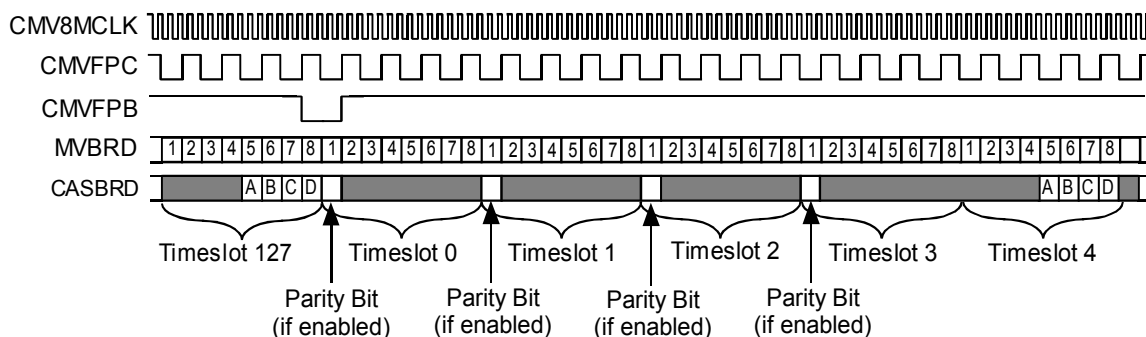 CMV8MCLK
CMVFPC
CMVFPB
MVBRD 1 2 3 4 5 6 7 8 1 2 3 4 5 6 7 8 1 2 3 4 5 6 7 8 1 2 3 4 5 6 7 8 1 2 3 4 5 6 7 8 1 2 3 4 5 6 7 8
CASBRD A B C D A B C D
Timeslot 127 Timeslot 0 Timeslot 1 Timeslot 2 Timeslot 3 Timeslot 4
Parity Bit Parity Bit Parity Bit Parity Bit
(if enabled) (if enabled) (if enabled) (if enabled)